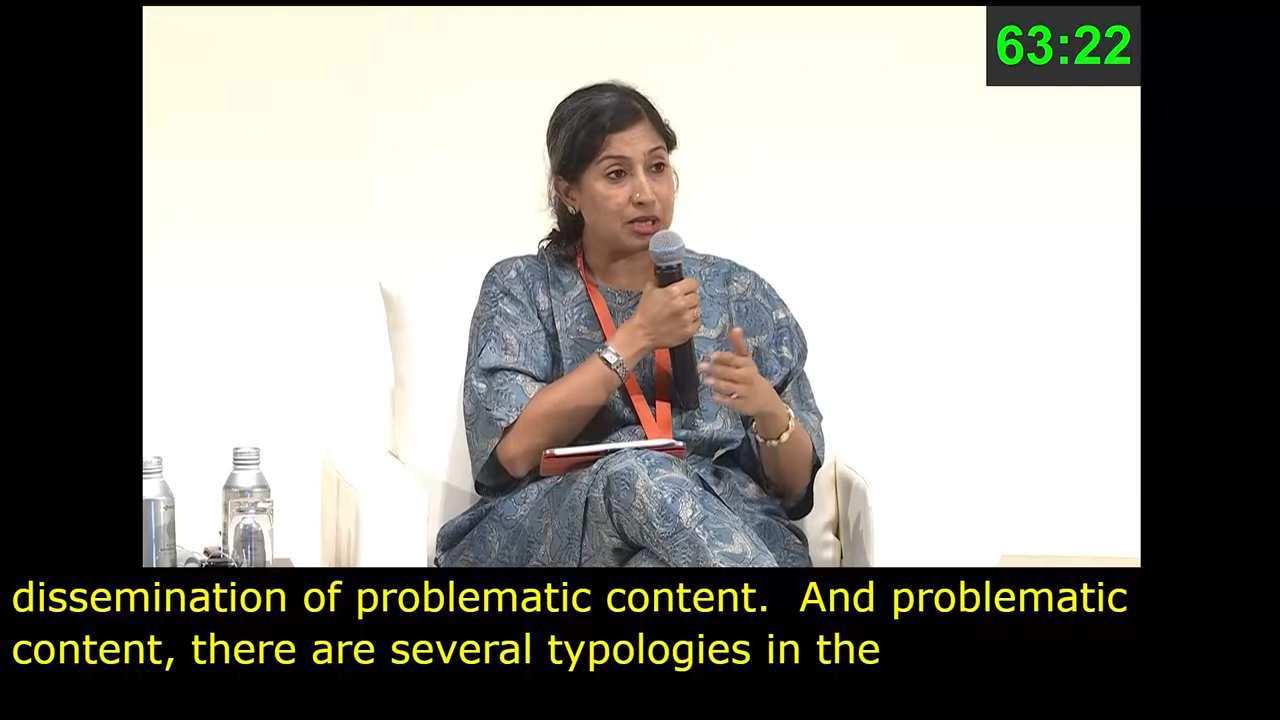 63:22
dissemination of problematic content.  And problematic
content, there are several typologies in the